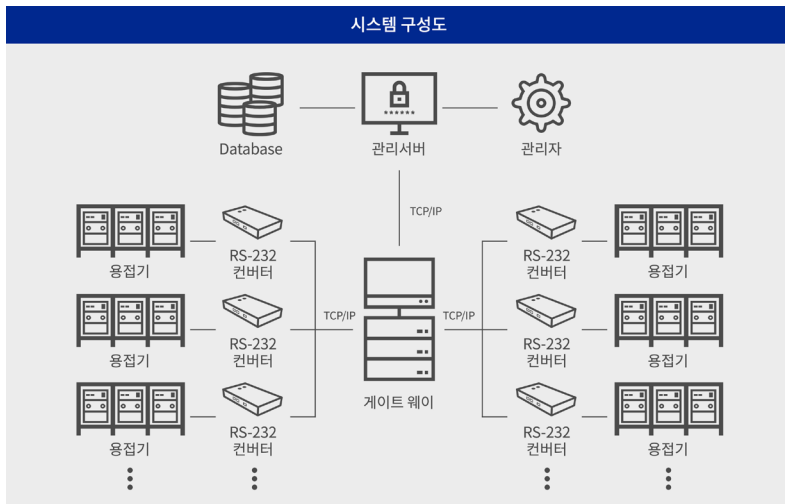 시스템 구성도
******
Database
관리서버
관리자
TCP/IP
용접기
RS-232
컨버터
RS-232
컨버터
용접기
TCP/IP
TCP/IP
용접기
RS-232
컨버터
RS-232
컨버터
용접기
게이트 웨이
용접기
RS-232
컨버터
RS-232
컨버터
용접기